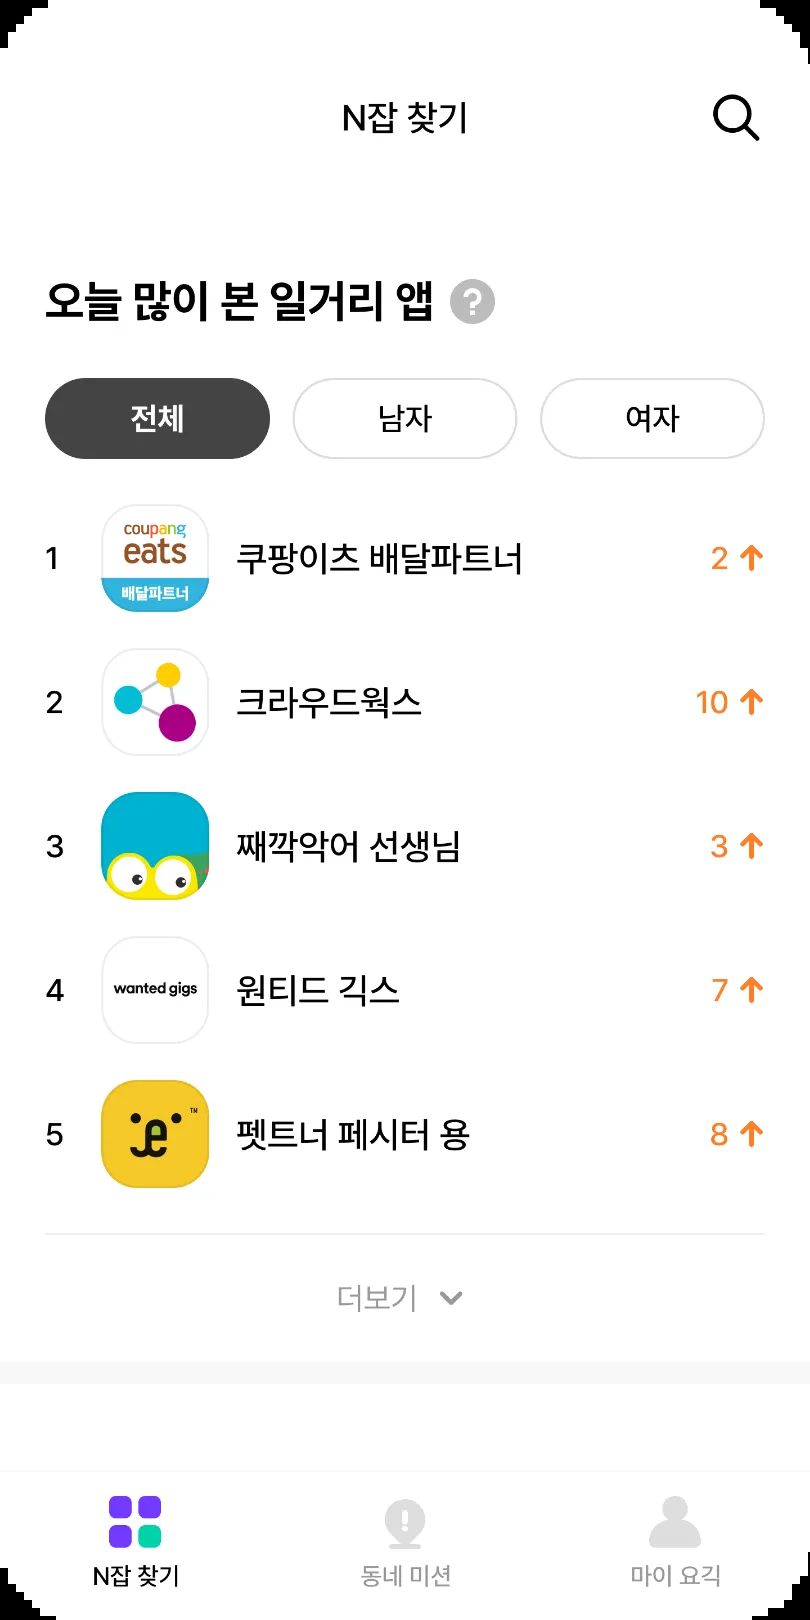 N잡 찾기
오늘 많이 본 일거리 앱 ?
전체
남자
여자
1
coupang
eats
배달파트너
쿠팡이츠 배달파트너
2
2
크라우드웍스
10
3
째깍악어 선생님
3
4
wanted gigs
원티드 긱스
7
5
TM
펫트너 페시터 용
8
더보기
N잡 찾기
동네 미션
마이 요긱